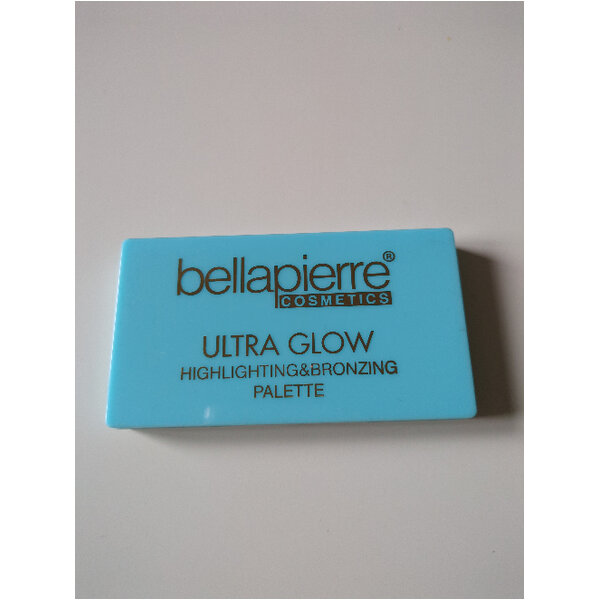 bellapierre®
COSMETICS
ULTRA GLOW
HIGHLIGHTING&BRONZING
PALETTE